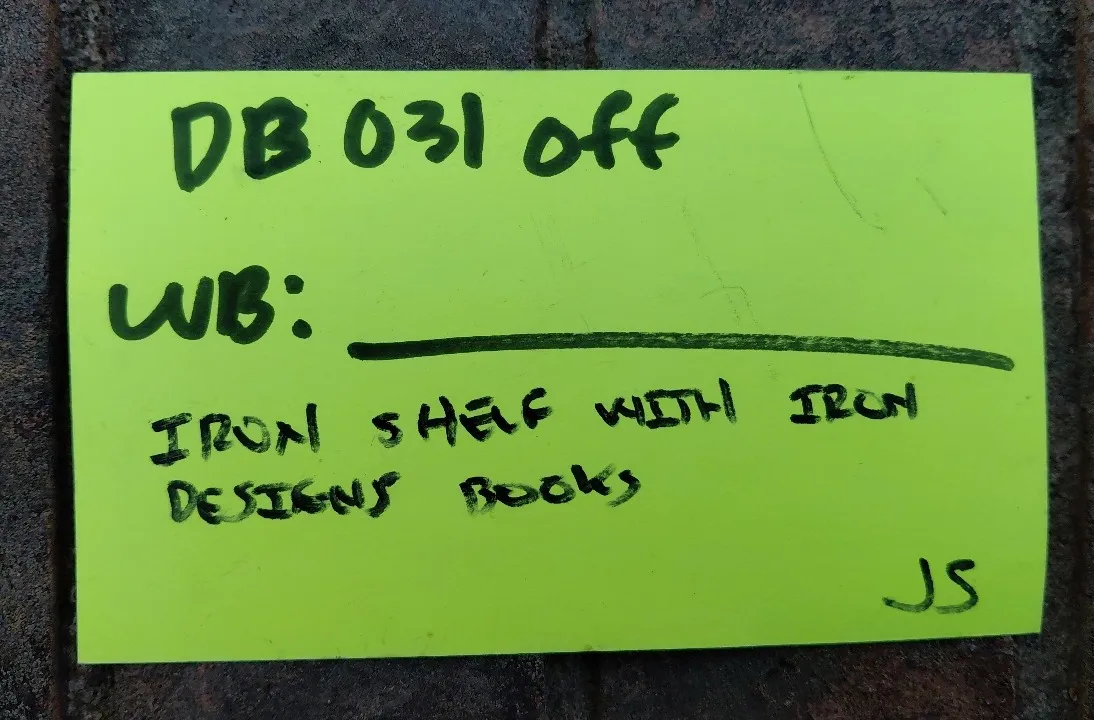 DB 031 off
WB:
IRON SHELF WITH IRON
DESIGNS BOOKS
JS